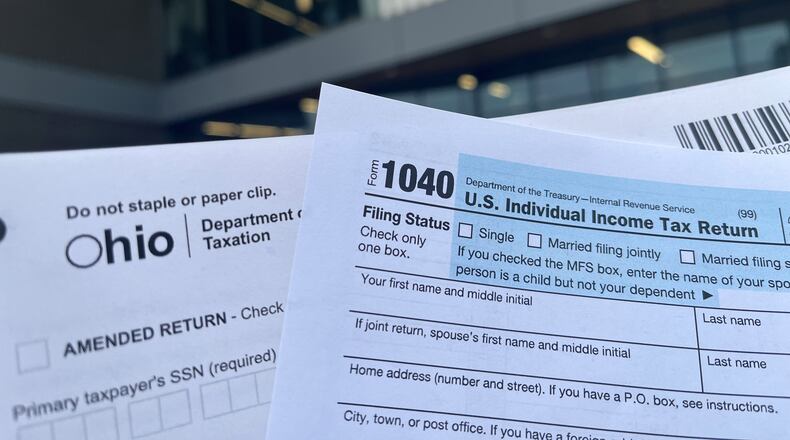 Do not staple or paper clip.
Ohio Department
Taxation
AMENDED RETURN - Check
Primary taxpayer's SSN (required)
Form 1040 Department of the Treasury—Internal Revenue Service (99)
U.S. Individual Income Tax Return
Filing Status Single Married filing jointly Married filing
Check only
one box.
If you checked the MFS box, enter the name of your
person is a child but not your dependent ▶
Your first name and middle initial Last name
If joint return, spouse's first name and middle initial Last name
Home address (number and street). If you have a P.O. box, see instructions.
City, town, or post office. If you have a foreign